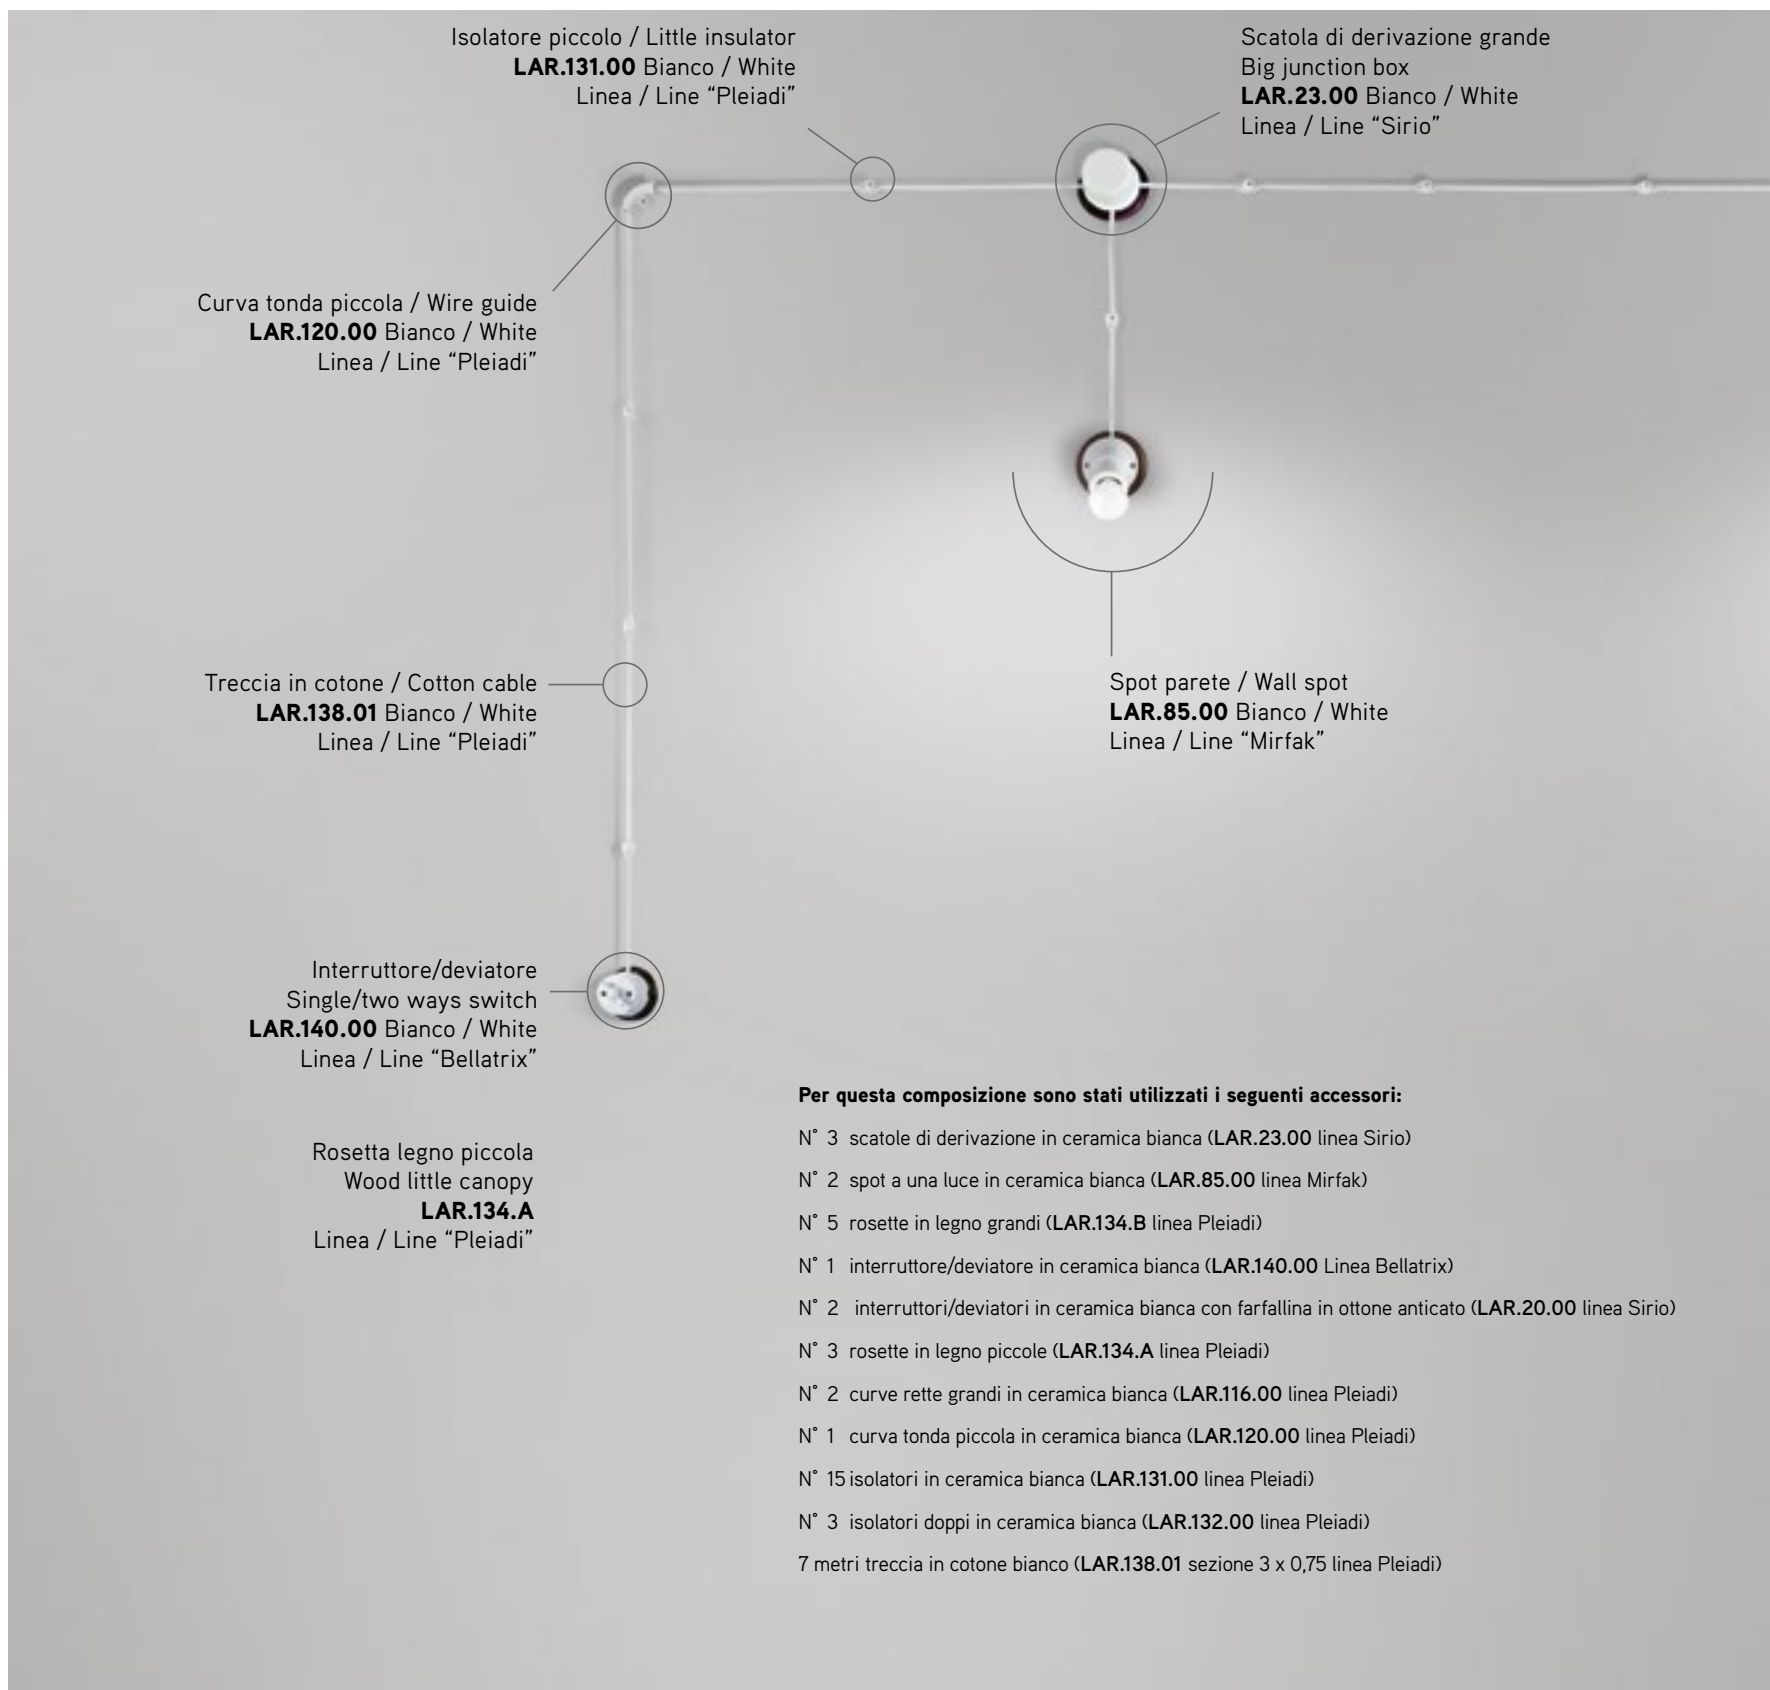 Isolatore piccolo / Little insulator
LAR.131.00 Bianco / White
Linea / Line “Pleiadi”
Scatola di derivazione grande
Big junction box
LAR.23.00 Bianco / White
Linea / Line “Sirio”
Curva tonda piccola / Wire guide
LAR.120.00 Bianco / White
Linea / Line “Pleiadi”
Treccia in cotone / Cotton cable
LAR.138.01 Bianco / White
Linea / Line “Pleiadi”
Spot parete / Wall spot
LAR.85.00 Bianco / White
Linea / Line “Mirfak”
Interruttore/deviatore
Single/two ways switch
LAR.140.00 Bianco / White
Linea / Line “Bellatrix”
Rosetta legno piccola
Wood little canopy
LAR.134.A
Linea / Line “Pleiadi”
Per questa composizione sono stati utilizzati i seguenti accessori:
N° 3 scatole di derivazione in ceramica bianca (LAR.23.00 linea Sirio)
N° 2 spot a una luce in ceramica bianca (LAR.85.00 linea Mirfak)
N° 5 rosette in legno grandi (LAR.134.B linea Pleiadi)
N° 1 interruttore/deviatore in ceramica bianca (LAR.140.00 Linea Bellatrix)
N° 2 interruttori/deviatori in ceramica bianca con farfallina in ottone anticato (LAR.20.00 linea Sirio)
N° 3 rosette in legno piccole (LAR.134.A linea Pleiadi)
N° 2 curve rette grandi in ceramica bianca (LAR.116.00 linea Pleiadi)
N° 1 curva tonda piccola in ceramica bianca (LAR.120.00 linea Pleiadi)
N° 15 isolatori in ceramica bianca (LAR.131.00 linea Pleiadi)
N° 3 isolatori doppi in ceramica bianca (LAR.132.00 linea Pleiadi)
7 metri treccia in cotone bianco (LAR.138.01 sezione 3 x 0,75 linea Pleiadi)